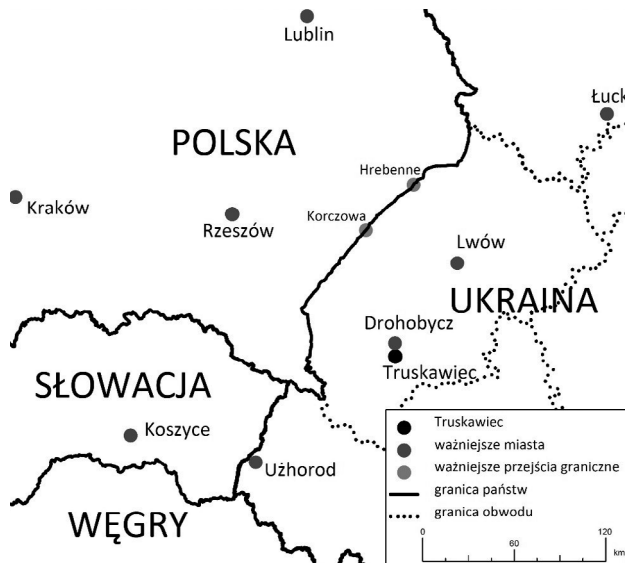 Lublin
Łuck
POLSKA
Hrebenne
Kraków
Rzeszów
Korczowa
Lwów
UKRAINA
Drohobycz
Truskawiec
SŁOWACJA
Koszyce
Użhorod
WĘGRY
Truskawiec
ważniejsze miasta
ważniejsze przejścia graniczne
granica państw
granica obwodu
0 60 120
km